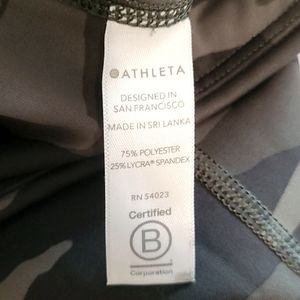 ATHLETA
DESIGNED IN
SAN FRANCISCO
MADE IN SRI LANKA
75% POLYESTER
25% LYCRA® SPANDEX
RN 54023
Certified
B
Corporation